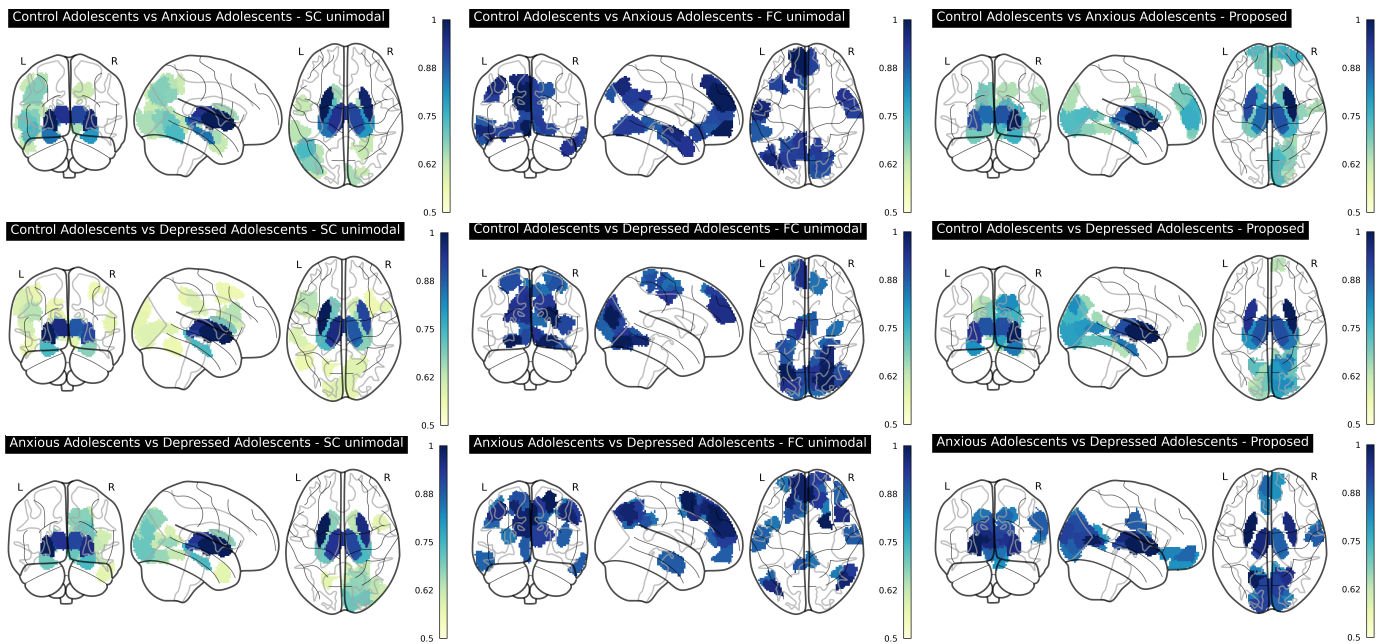 Control Adolescents vs Anxious Adolescents - SC unimodal
L
R
1
0.88
0.75
0.62
0.5
Control Adolescents vs Anxious Adolescents - FC unimodal
L
R
1
0.88
0.75
0.62
0.5
Control Adolescents vs Anxious Adolescents - Proposed
L
R
1
0.88
0.75
0.62
0.5
Control Adolescents vs Depressed Adolescents - SC unimodal
L
R
1
0.88
0.75
0.62
0.5
Control Adolescents vs Depressed Adolescents - FC unimodal
L
R
1
0.88
0.75
0.62
0.5
Control Adolescents vs Depressed Adolescents - Proposed
L
R
1
0.88
0.75
0.62
0.5
Anxious Adolescents vs Depressed Adolescents - SC unimodal
L
R
1
0.88
0.75
0.62
0.5
Anxious Adolescents vs Depressed Adolescents - FC unimodal
L
R
1
0.88
0.75
0.62
0.5
Anxious Adolescents vs Depressed Adolescents - Proposed
L
R
1
0.88
0.75
0.62
0.5